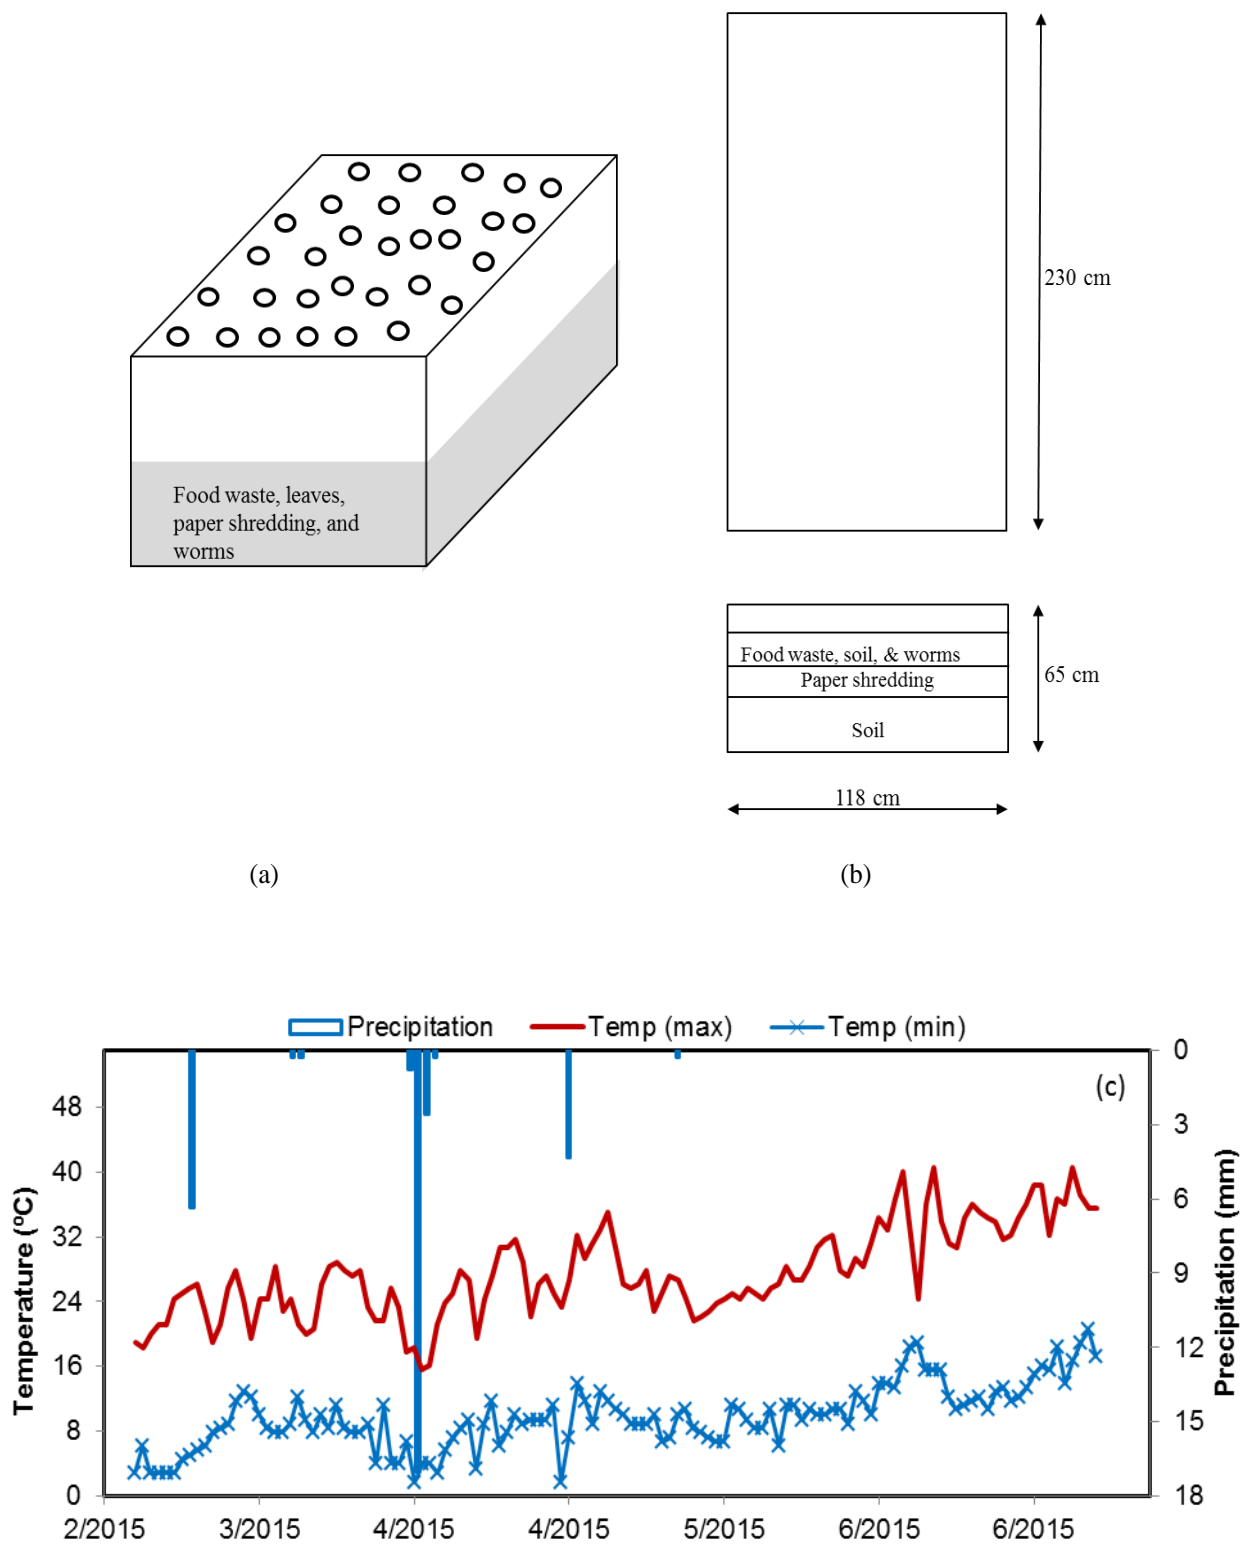 Food waste, leaves,
paper shredding, and
worms
230 cm
Food waste, soil, & worms
Paper shredding
Soil
65 cm
118 cm
(a)
(b)
Precipitation
Temp (max)
Temp (min)
(c)
Temperature (ºC)
48
40
32
24
16
8
0
0
3
6
9
12
15
18
Precipitation (mm)
2/2015
3/2015
4/2015
4/2015
5/2015
6/2015
6/2015